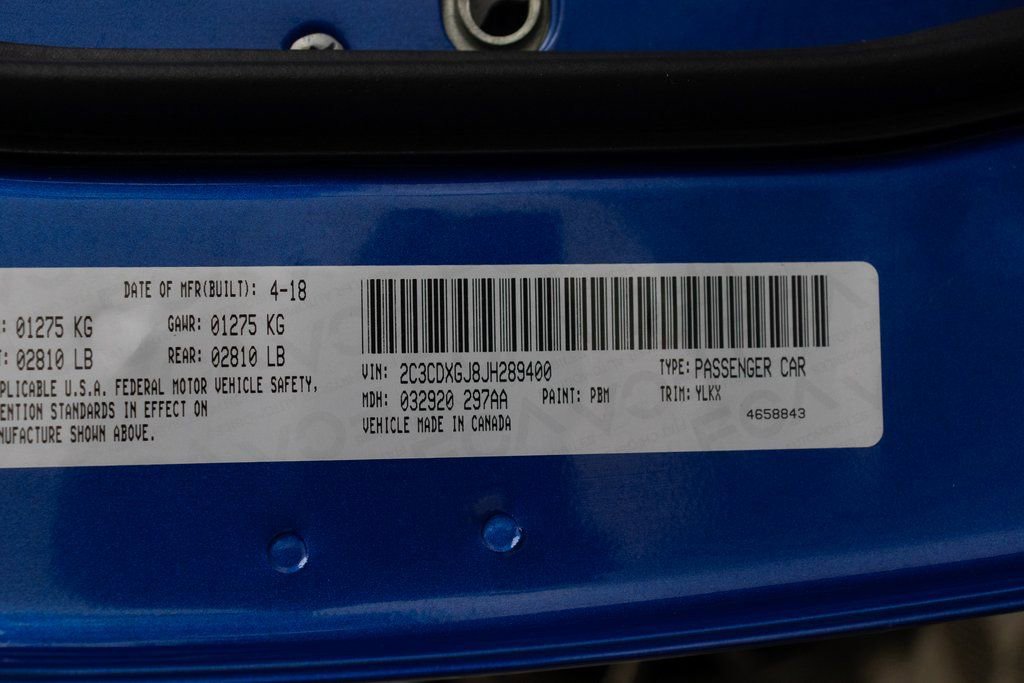 DATE OF MFR(BUILT): 4-18
: 01275 KG GAWR: 01275 KG
T: 02810 LB REAR: 02810 LB
PLICABLE U.S.A. FEDERAL MOTOR VEHICLE SAFETY,
ENTION STANDARDS IN EFFECT ON
NUFACTURE SHOWN ABOVE.
VIN: 2C3CDXGJ8JH289400 TYPE: PASSENGER CAR
MDH: 032920 297AA PAINT: PBM TRIM: YLKX
VEHICLE MADE IN CANADA 4658843